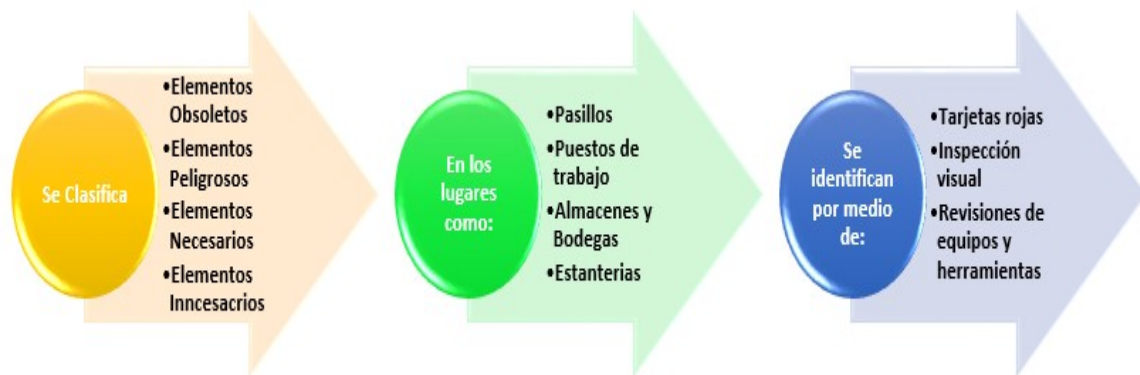 Se Clasifica
•Elementos
Obsoletos
•Elementos
Peligrosos
•Elementos
Necesarios
•Elementos
Inncesacrios
En los
lugares
como:
•Pasillos
•Puestos de
trabajo
•Almacenes y
Bodegas
•Estanterias
Se
identifican
por medio
de:
•Tarjetas rojas
•Inspección
visual
•Revisiones de
equipos y
herramientas